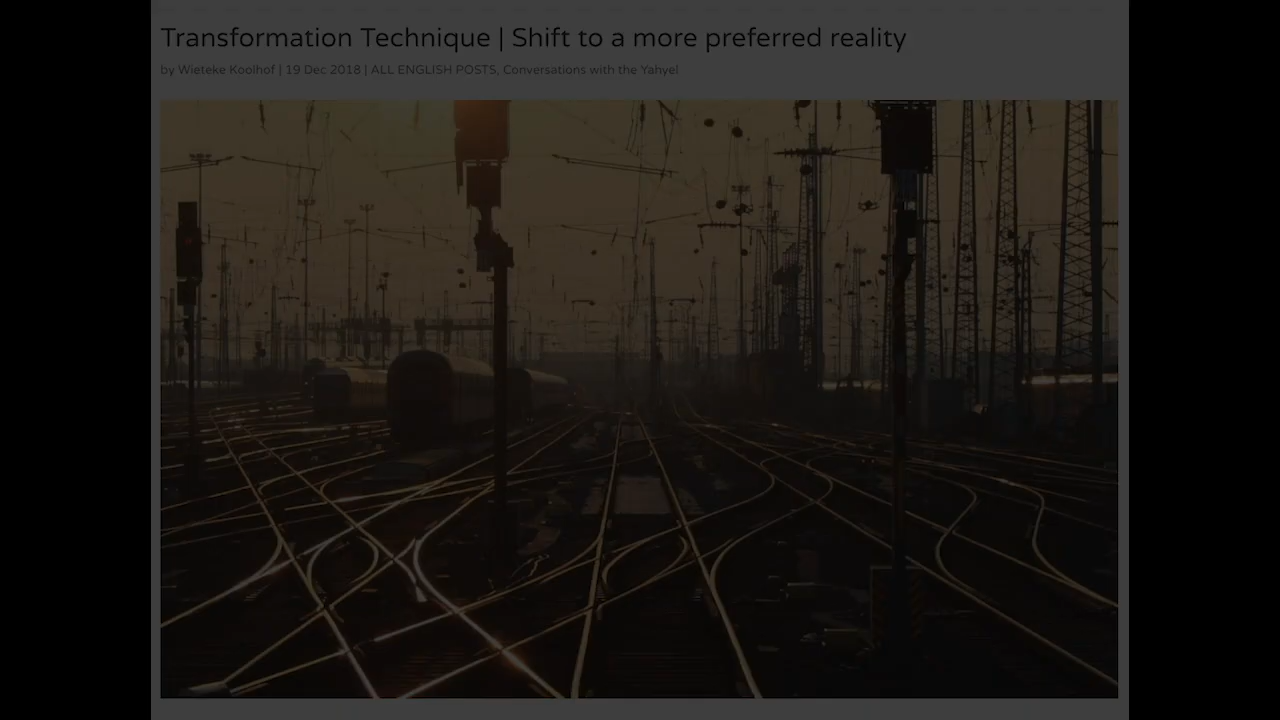 Transformation Technique | Shift to a more preferred reality
by Wieteke Koolhof | 19 Dec 2018 | ALL ENGLISH POSTS, Conversations with the Yahyel